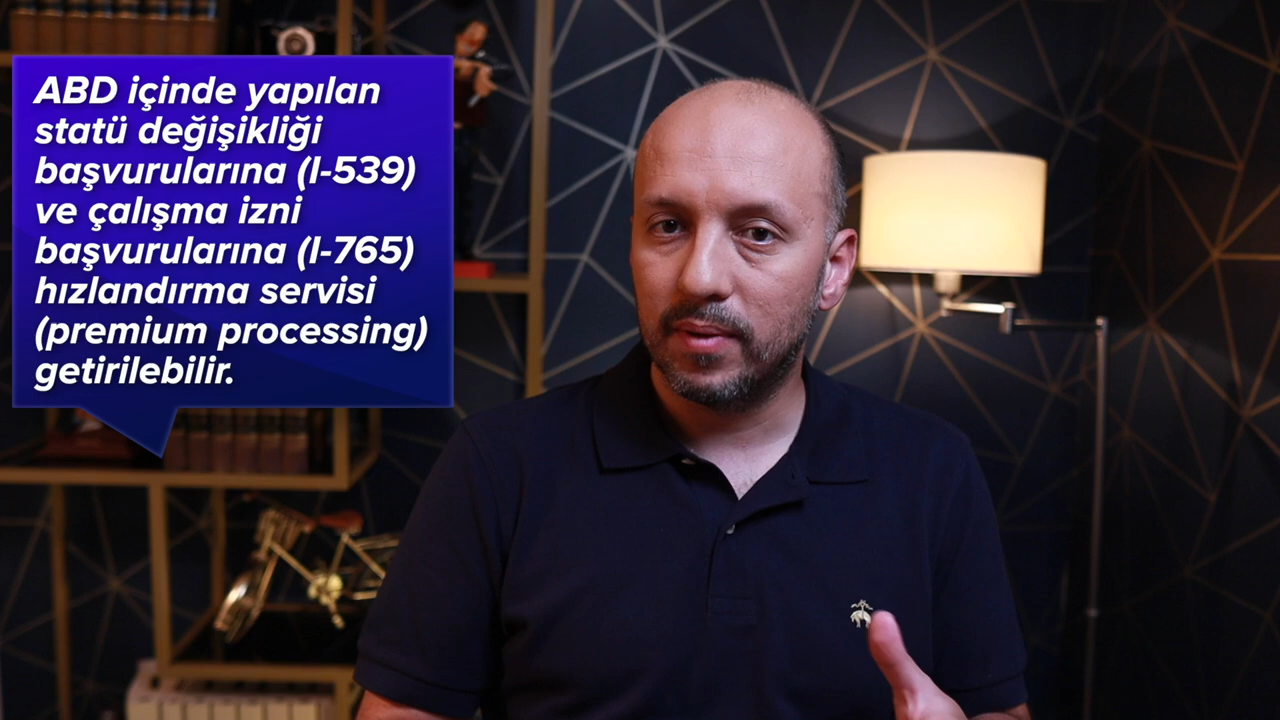 ABD içinde yapılan
statü değişikliği
başvurularına (I-539)
ve çalışma izni
başvurularına (I-765)
hızlandırma servisi
(premium processing)
getirilebilir.